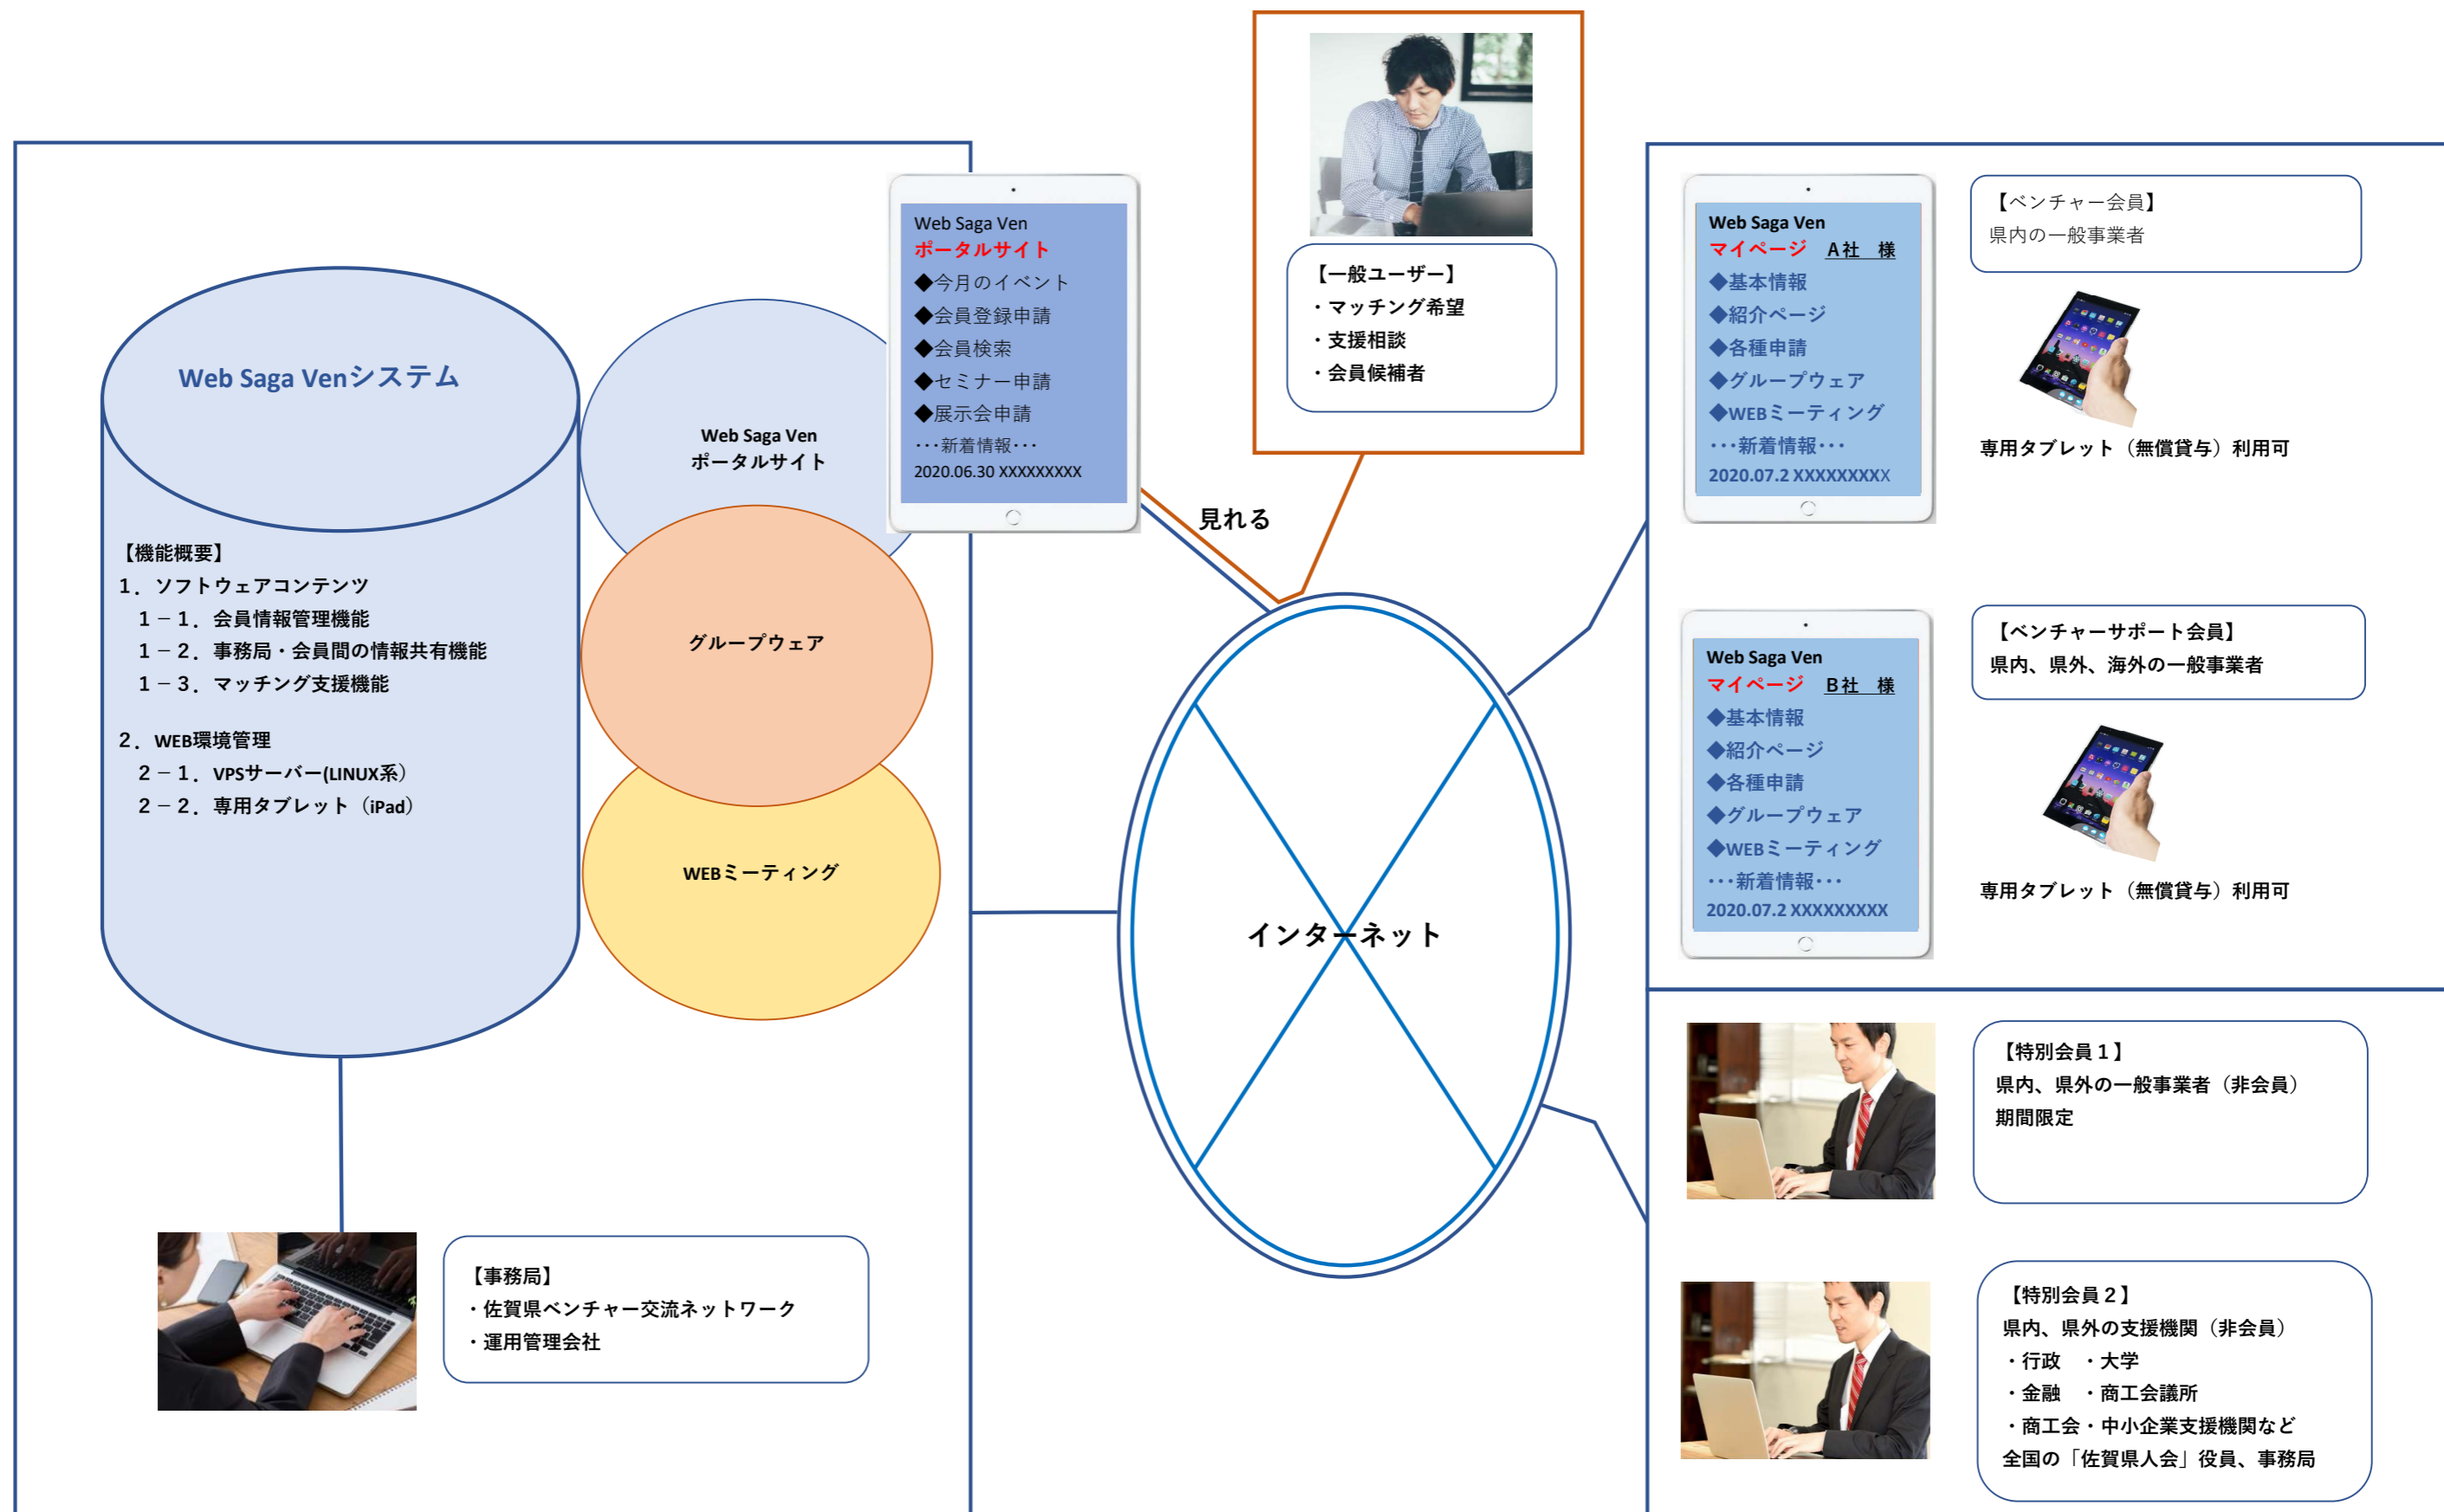 Web Saga Venシステム
【機能概要】
１．ソフトウェアコンテンツ
１－１．会員情報管理機能
１－２．事務局・会員間の情報共有機能
１－３．マッチング支援機能
２．WEB環境管理
２－１．VPSサーバー(LINUX系）
２－２．専用タブレット（iPad）
Web Saga Ven
ポータルサイト
グループウェア
WEBミーティング
Web Saga Ven
ポータルサイト
◆今月のイベント
◆会員登録申請
◆会員検索
◆セミナー申請
◆展示会申請
･･･新着情報･･･
2020.06.30 XXXXXXXXX
【事務局】
・佐賀県ベンチャー交流ネットワーク
・運用管理会社
【一般ユーザー】
・マッチング希望
・支援相談
・会員候補者
見れる
インターネット
Web Saga Ven
マイページ　A社　様
◆基本情報
◆紹介ページ
◆各種申請
◆グループウェア
◆WEBミーティング
･･･新着情報･･･
2020.07.2 XXXXXXXXX
【ベンチャー会員】
県内の一般事業者
専用タブレット（無償貸与）利用可
Web Saga Ven
マイページ　B社　様
◆基本情報
◆紹介ページ
◆各種申請
◆グループウェア
◆WEBミーティング
･･･新着情報･･･
2020.07.2 XXXXXXXXX
【ベンチャーサポート会員】
県内、県外、海外の一般事業者
専用タブレット（無償貸与）利用可
【特別会員１】
県内、県外の一般事業者（非会員）
期間限定
【特別会員２】
県内、県外の支援機関（非会員）
・行政　・大学
・金融　・商工会議所
・商工会・中小企業支援機関など
全国の「佐賀県人会」役員、事務局